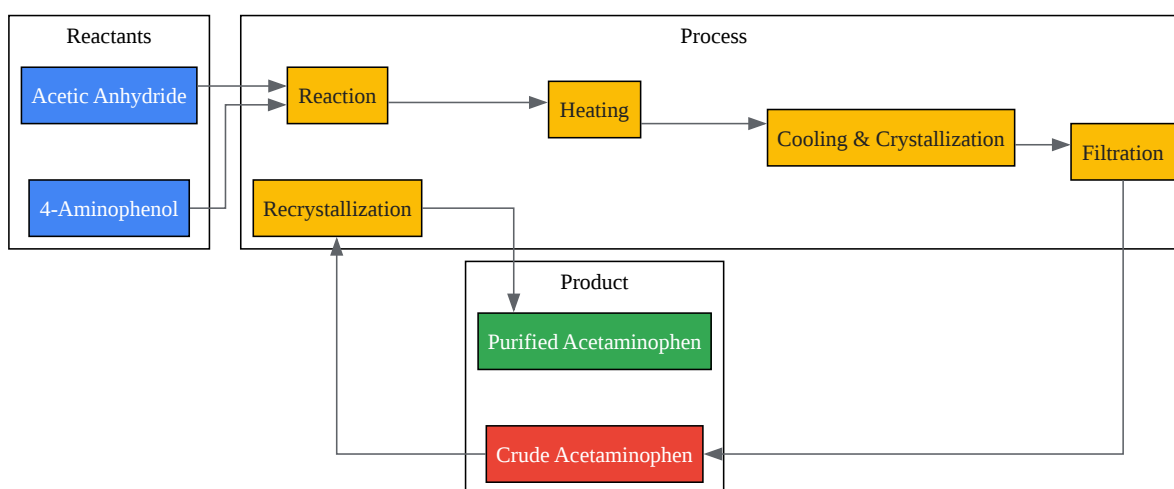 Reactants
Acetic Anhydride
4-Aminophenol
Process
Reaction
Heating
Cooling & Crystallization
Filtration
Recrystallization
Product
Purified Acetaminophen
Crude Acetaminophen